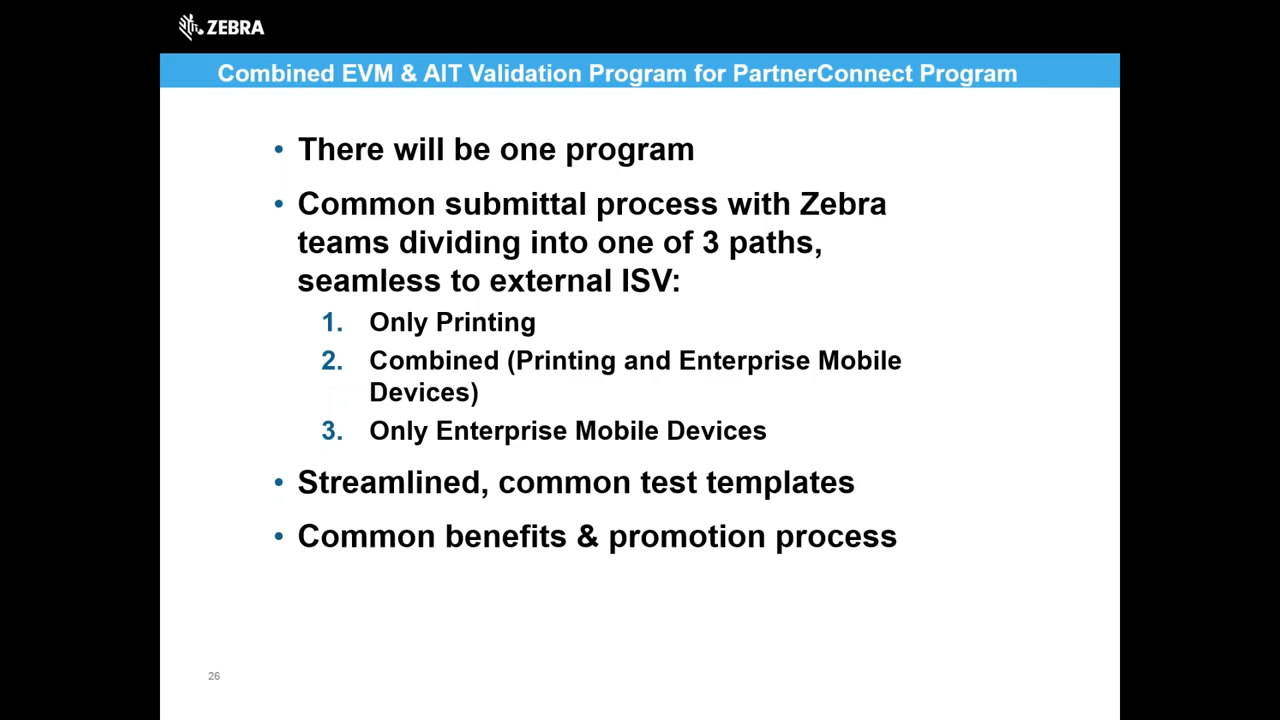 ZEBRA
Combined EVM & AIT Validation Program for PartnerConnect Program
• There will be one program
• Common submittal process with Zebra
teams dividing into one of 3 paths,
seamless to external ISV:
1. Only Printing
2. Combined (Printing and Enterprise Mobile
Devices)
3. Only Enterprise Mobile Devices
• Streamlined, common test templates
• Common benefits & promotion process
26